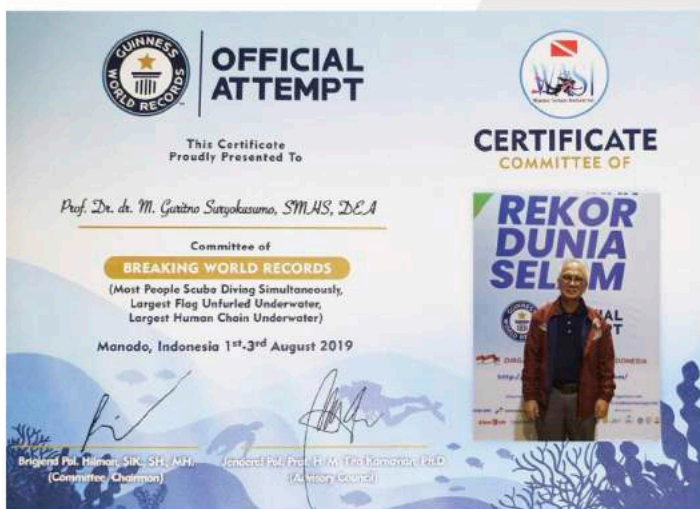 GUINNESS
WORLD RECORDS
OFFICIAL
ATTEMPT
This Certificate
Proudly Presented To
Prof. Dr. dr. M. Guritno Suryokusumo, SMHS, DEA
Committee of
BREAKING WORLD RECORDS
(Most People Scuba Diving Simultaneously,
Largest Flag Unfurled Underwater,
Largest Human Chain Underwater)
Manado, Indonesia 1st-3rd August 2019
Brigjend Pol. Hilman, SIK., SH., MH.
(Committee Chairman)
Jenderal Pol. Prof. H. M. Tito Karnavian, Ph.D
(Advisory Council)
WASI
CERTIFICATE
COMMITTEE OF
REKOR
DUNIA
SELAM